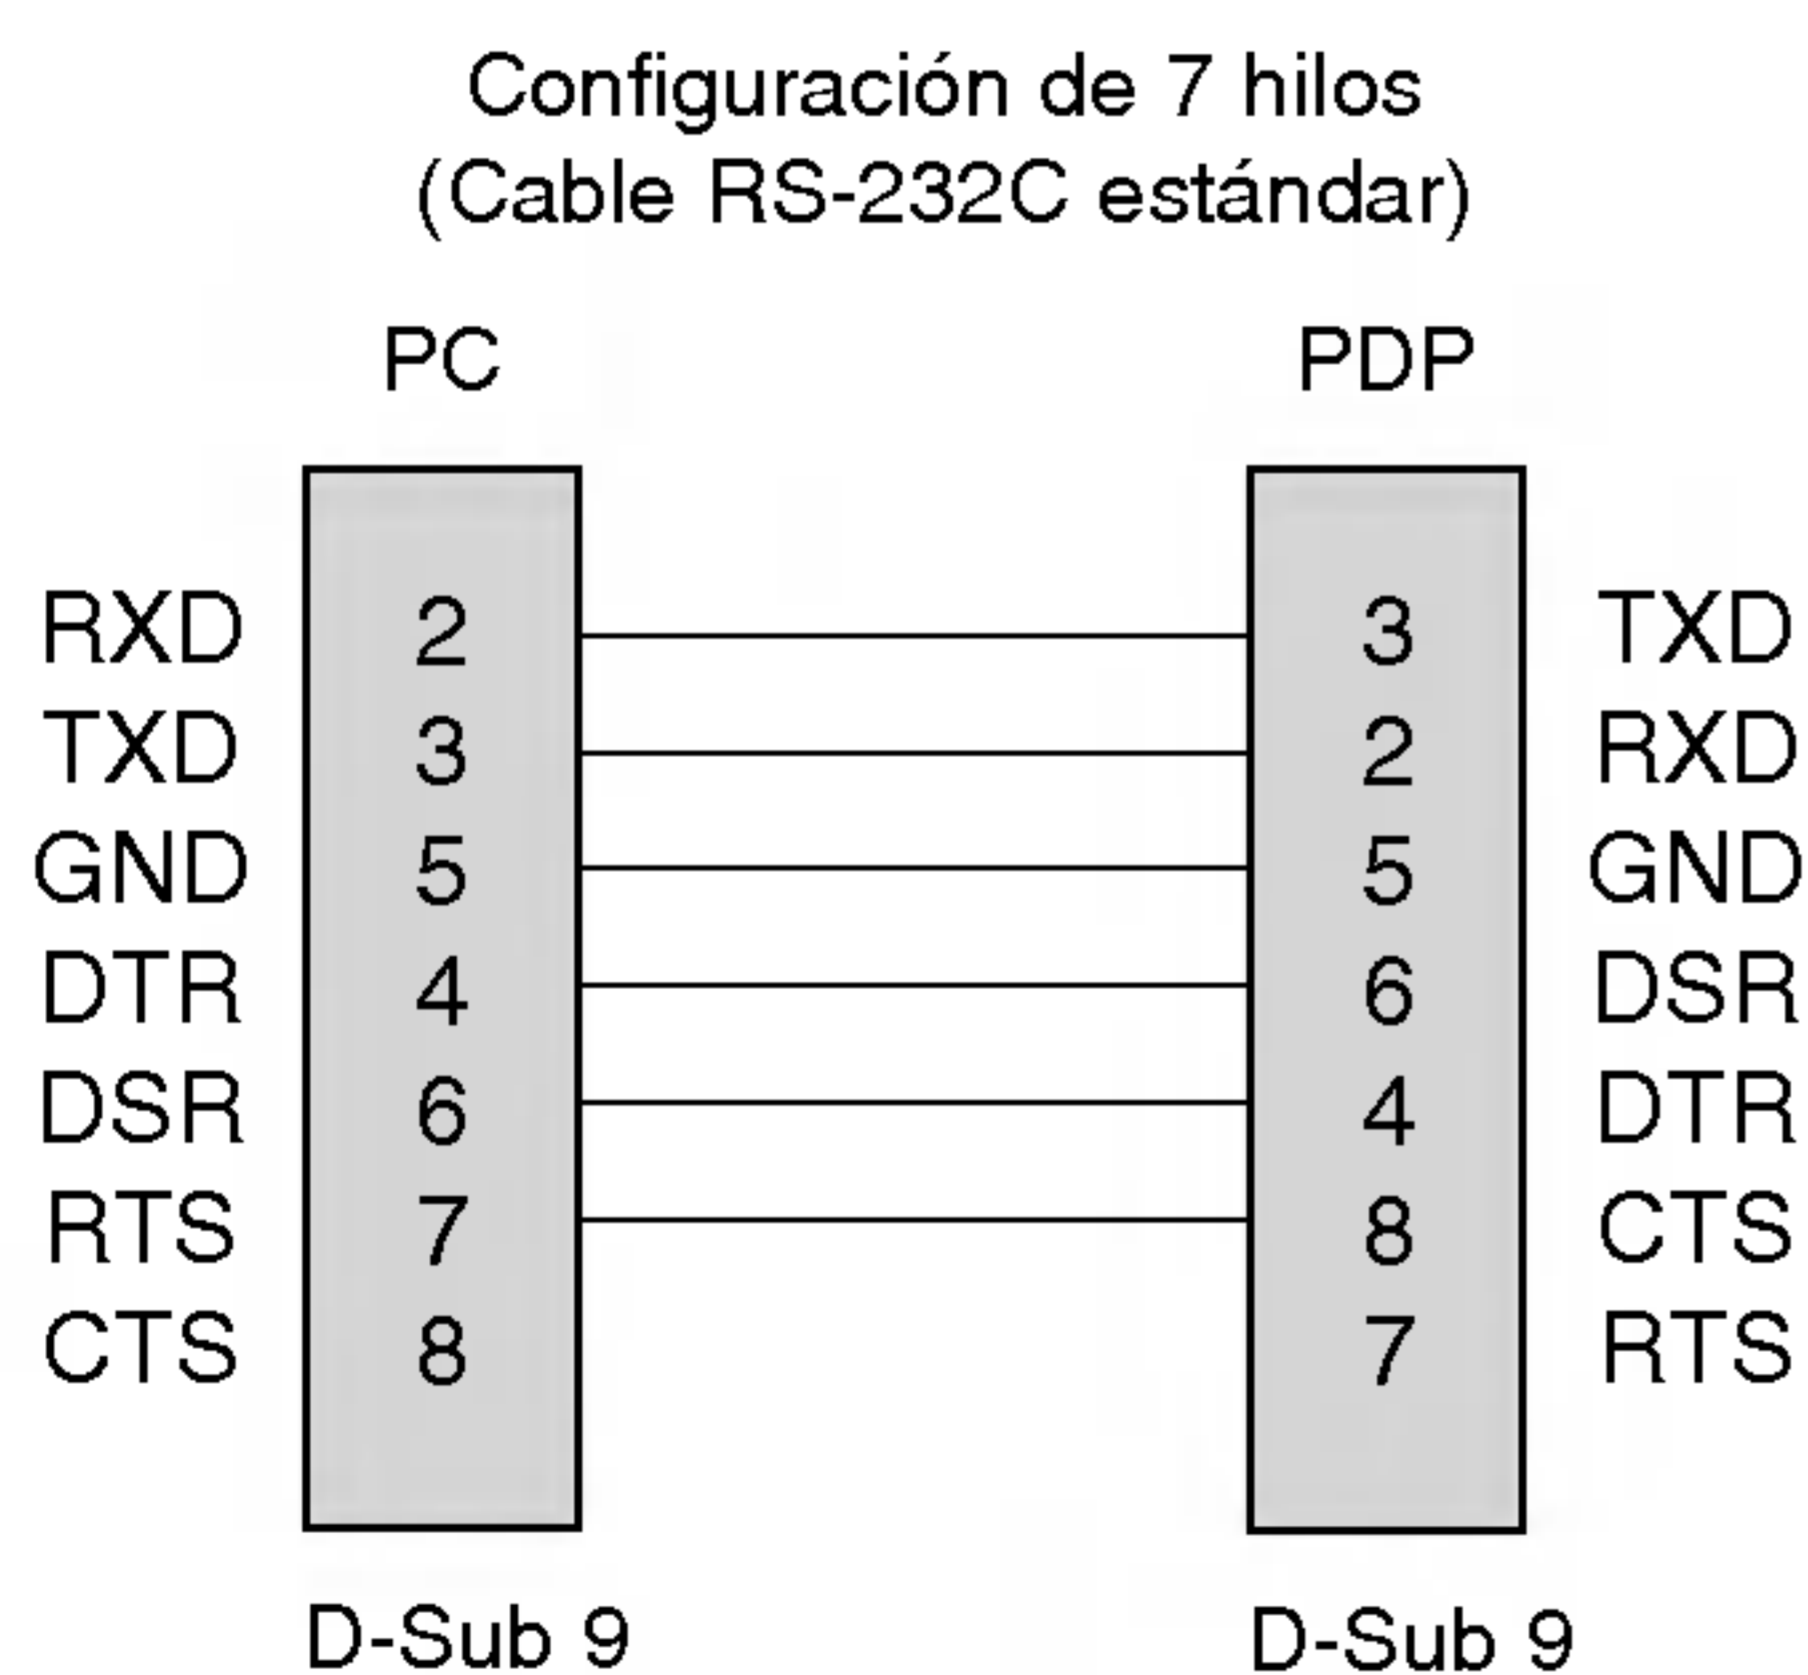 Configuración de 7 hilos
(Cable RS-232C estándar)
PC PDP
RXD 2 3 TXD
TXD 3 2 RXD
GND 5 5 GND
DTR 4 6 DSR
DSR 6 4 DTR
RTS 7 8 CTS
CTS 8 7 RTS
D-Sub 9 D-Sub 9